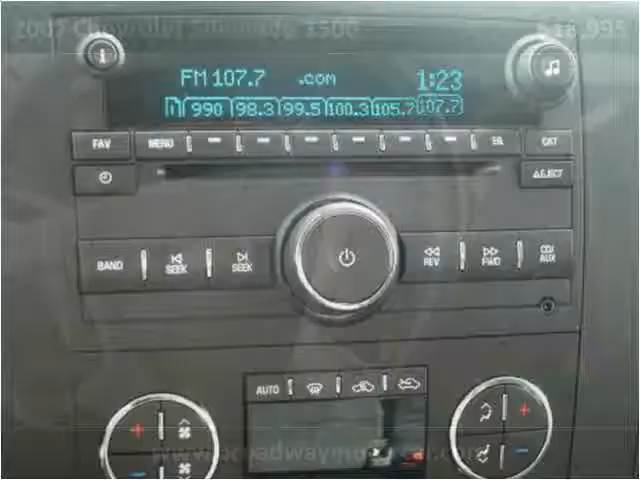 2007 Chevrolet Silverado 1500
$18,995
FM 107.7 .com 1:23
990 98.3 99.5 100.3 105.7 107.7
FAV MENU CAT
EJECT
BAND SEEK SEEK REV FWD CD/AUX
AUTO